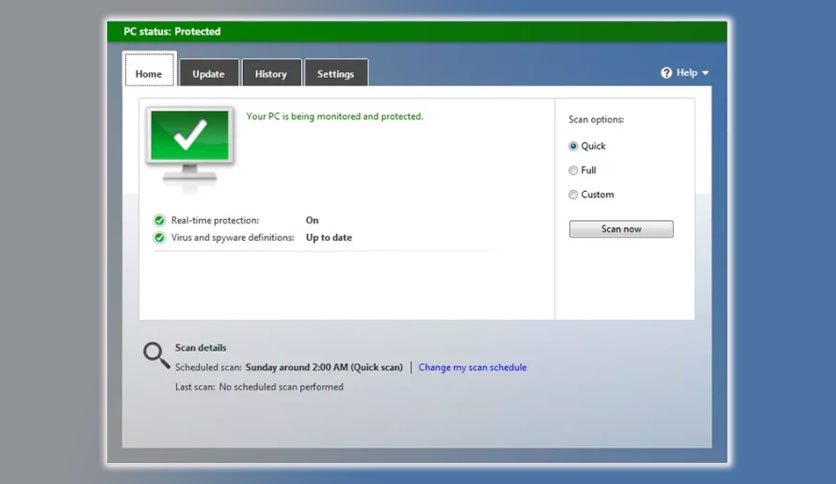 PC status: Protected
Home
Update
History
Settings
Help
Your PC is being monitored and protected.
Real-time protection: On
Virus and spyware definitions: Up to date
Scan options:
Quick
Full
Custom
Scan now
Scan details
Scheduled scan: Sunday around 2:00 AM (Quick scan) | Change my scan schedule
Last scan: No scheduled scan performed